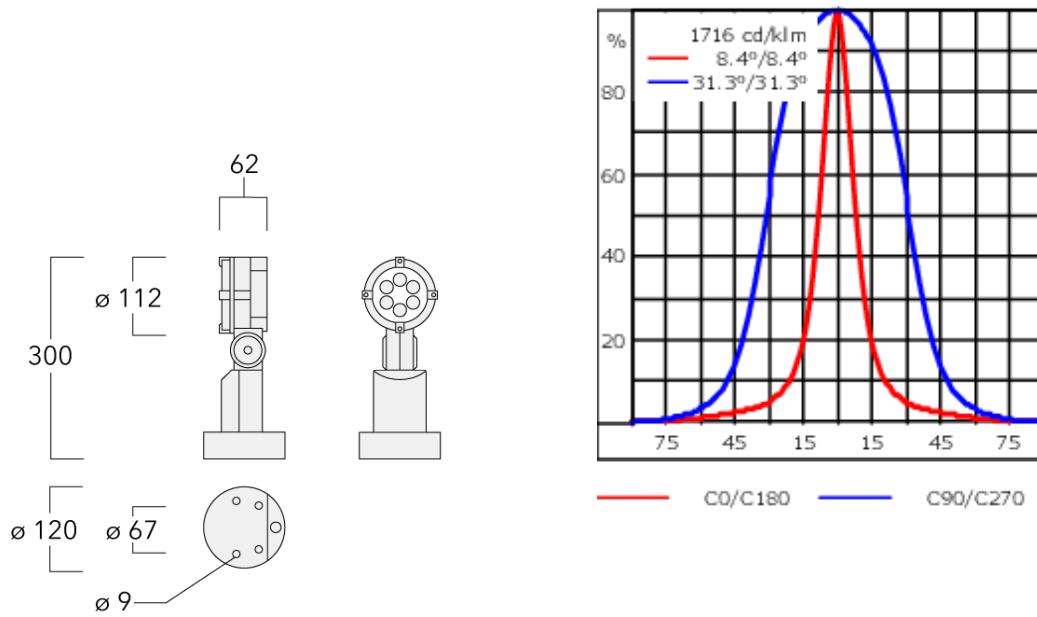 62
ø 112
300
ø 120
ø 67
ø 9
%
1716 cd/klm
8.4º/8.4º
31.3º/31.3º
80
60
40
20
75 45 15 15 45 75
C0/C180 C90/C270